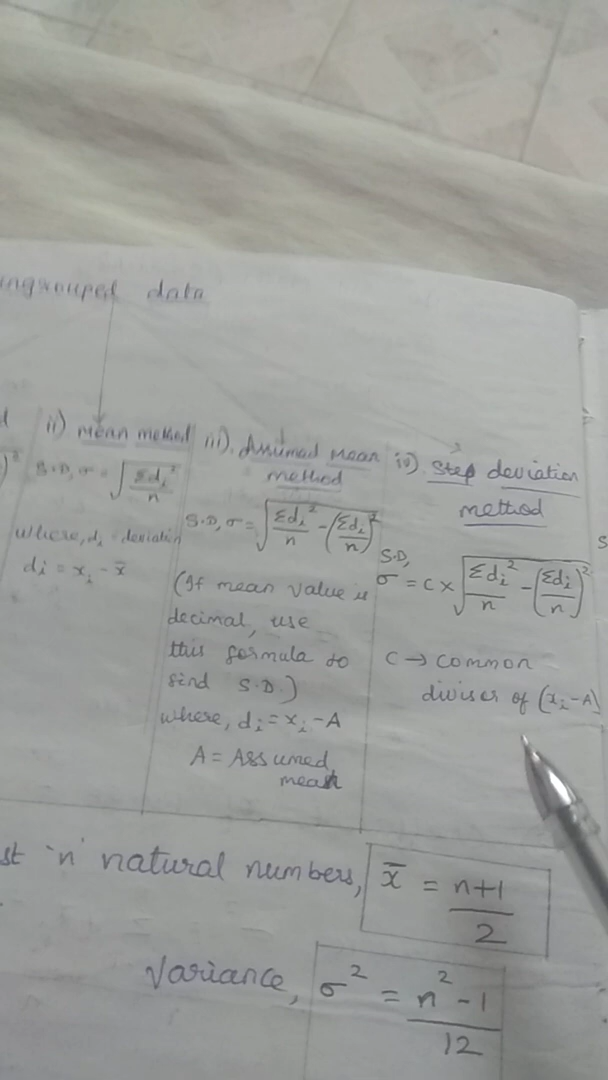 ungrouped data
ii) mean method
S.D, σ = √(Σdᵢ²/n)
where, dᵢ = deviation
dᵢ = xᵢ - x̄
iii). Assumed mean
method
S.D, σ = √(Σdᵢ²/n - (Σdᵢ/n)²)
(If mean value is
decimal, use
this formula to
find S.D.)
where, dᵢ = xᵢ - A
A = Assumed
mean
iv) Step deviation
method
S.D,
σ = C × √(Σdᵢ²/n - (Σdᵢ/n)²)
C → common
diviser of (xᵢ - A)
st 'n' natural numbers, x̄ = (n+1)/2
Variance, σ² = (n² - 1)/12